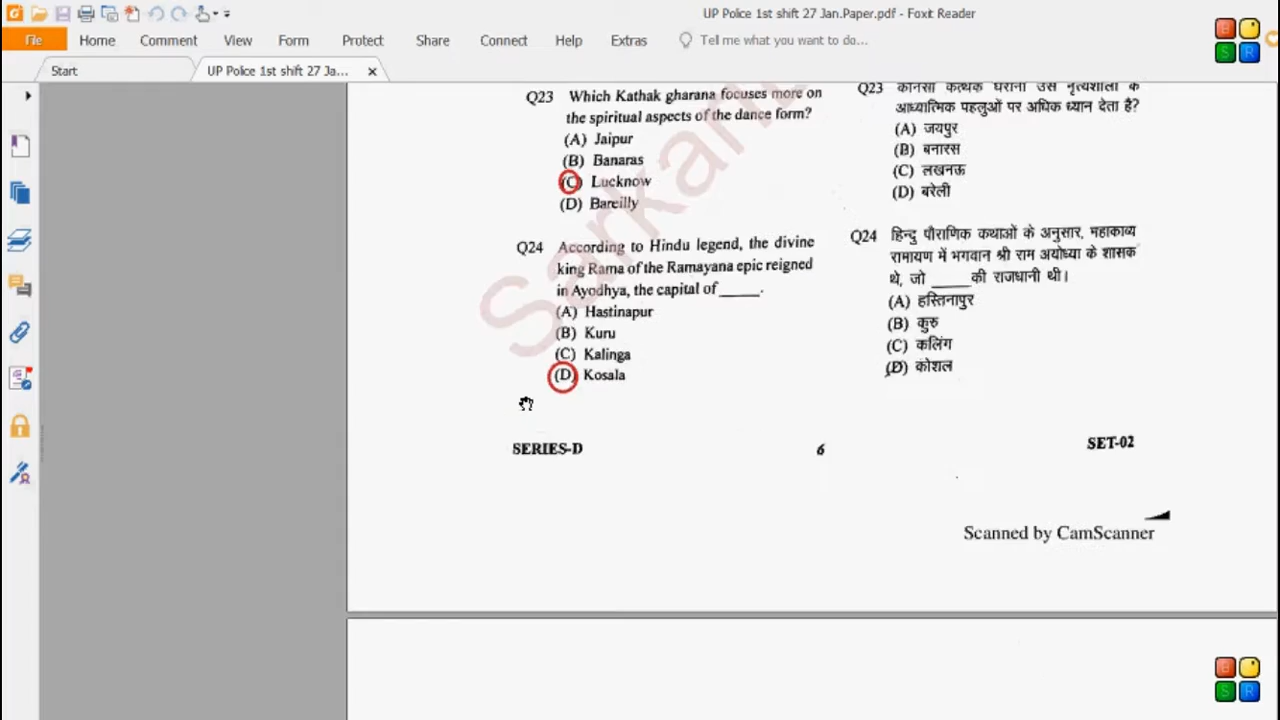 UP Police 1st shift 27 Jan.Paper.pdf - Foxit Reader
File Home Comment View Form Protect Share Connect Help Extras Tell me what you want to do...
Start UP Police 1st shift 27 Ja...
Q23 Which Kathak gharana focuses more on
the spiritual aspects of the dance form?
(A) Jaipur
(B) Banaras
(C) Lucknow
(D) Bareilly
Q24 According to Hindu legend, the divine
king Rama of the Ramayana epic reigned
in Ayodhya, the capital of _____.
(A) Hastinapur
(B) Kuru
(C) Kalinga
(D) Kosala
Q23 कौनसा कत्थक घराना उस नृत्यशैली के
आध्यात्मिक पहलुओं पर अधिक ध्यान देता है?
(A) जयपुर
(B) बनारस
(C) लखनऊ
(D) बरेली
Q24 हिन्दु पौराणिक कथाओं के अनुसार, महाकाव्य
रामायण में भगवान श्री राम अयोध्या के शासक
थे, जो _____ की राजधानी थी।
(A) हस्तिनापुर
(B) कुरु
(C) कलिंग
(D) कोशल
SERIES-D 6 SET-02
Scanned by CamScanner
Sarkari
B
S R
B
S R